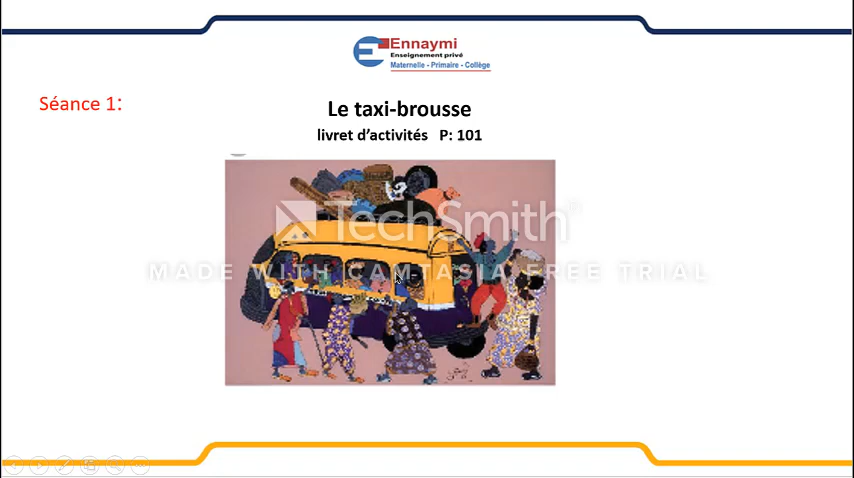 Ennaymi
Enseignement privé
Maternelle - Primaire - Collège
Séance 1:
Le taxi-brousse
livret d'activités P: 101
TechSmith
MADE WITH CAMTASIA FREE TRIAL